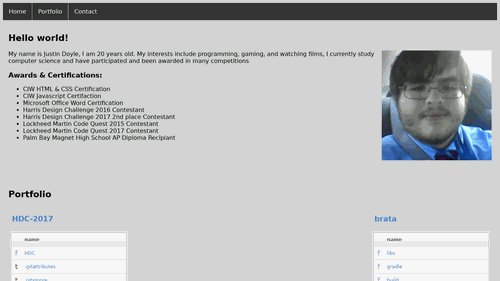 Home Portfolio Contact
Hello world!
My name is Justin Doyle, I am 20 years old. My interests include programming, gaming, and watching films, I currently study
computer science and have participated and been awarded in many competitions
Awards & Certifications:
CIW HTML & CSS Certification
CIW Javascript Certifaction
Microsoft Office Word Certification
Harris Design Challenge 2016 Contestant
Harris Design Challenge 2017 2nd place Contestant
Lockheed Martin Code Quest 2015 Contestant
Lockheed Martin Code Quest 2017 Contestant
Palm Bay Magnet High School AP Diploma Recipiant
Portfolio
HDC-2017 brata
name name
f HDC f libs
t .gitattributes f gradle
t .gitignore f build